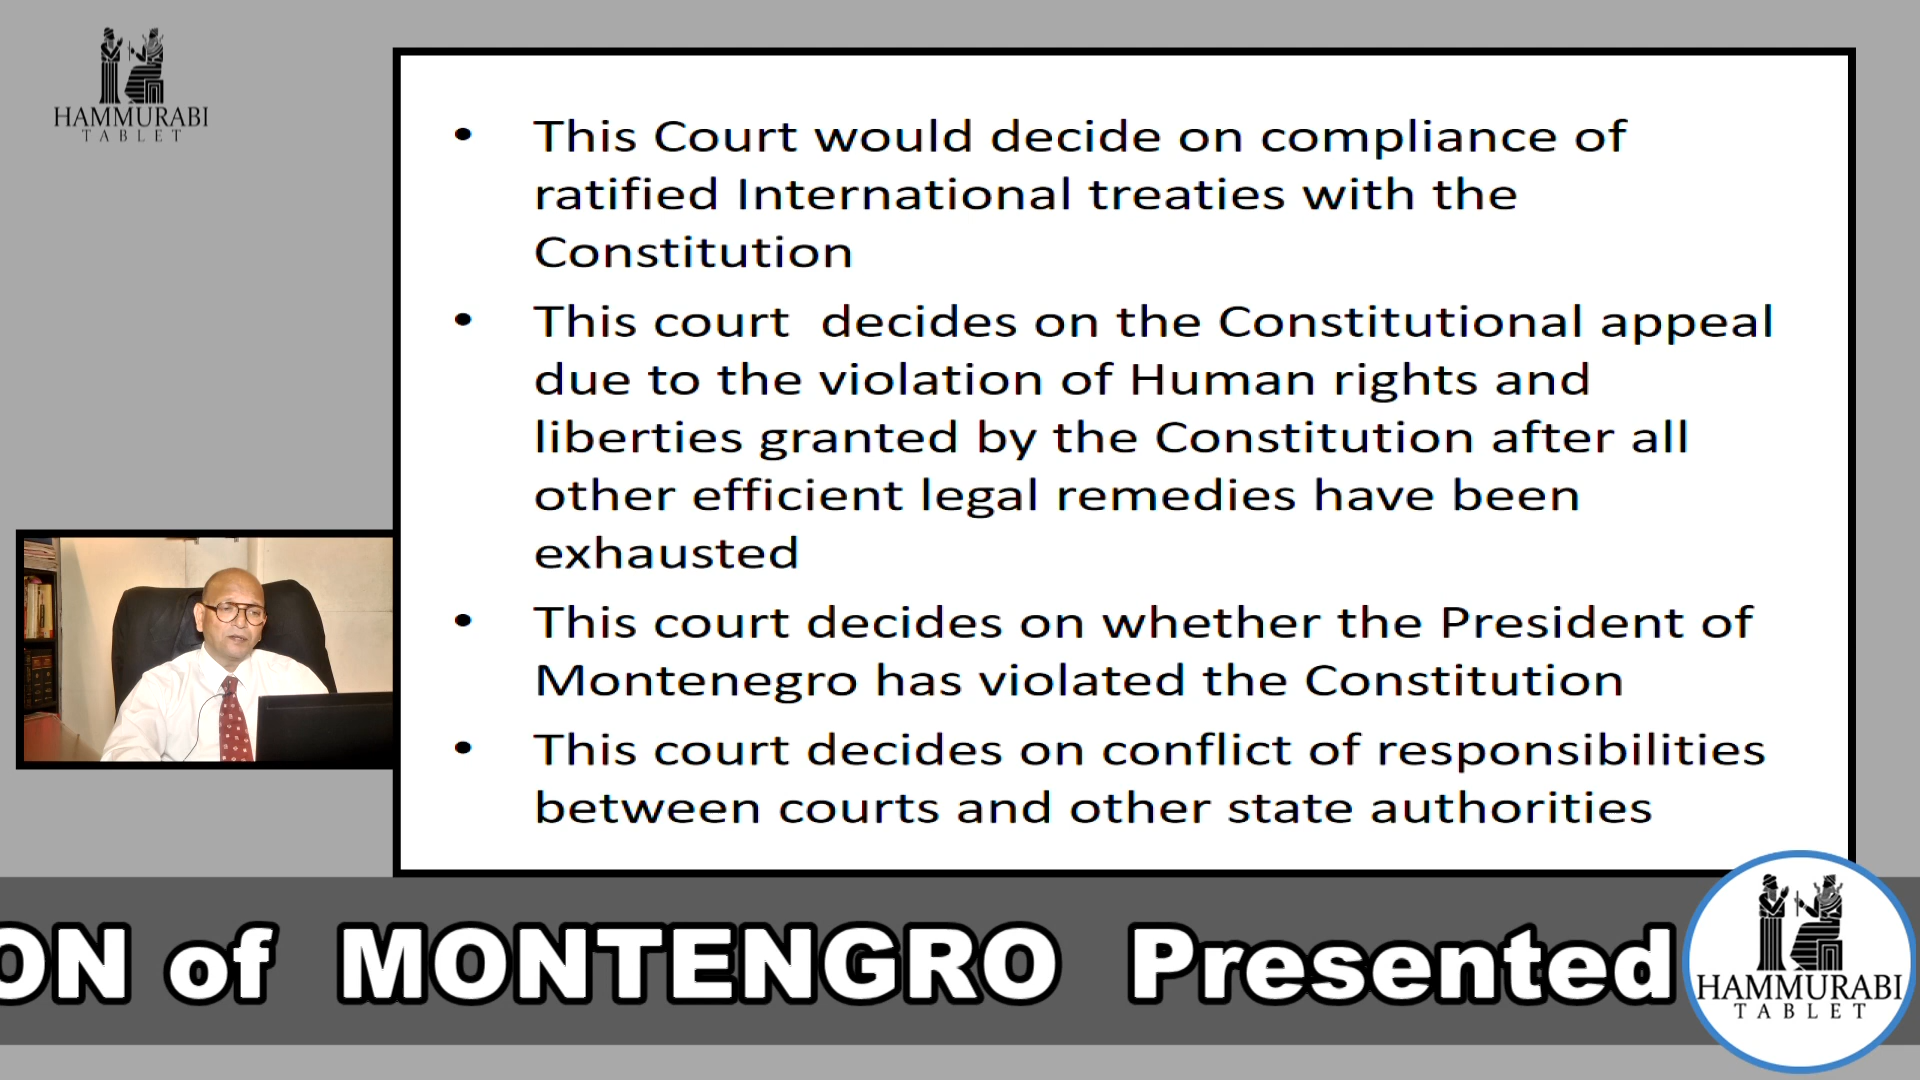 HAMMURABI
TABLET
• This Court would decide on compliance of
ratified International treaties with the
Constitution
• This court  decides on the Constitutional appeal
due to the violation of Human rights and
liberties granted by the Constitution after all
other efficient legal remedies have been
exhausted
• This court decides on whether the President of
Montenegro has violated the Constitution
• This court decides on conflict of responsibilities
between courts and other state authorities
ON of MONTENGRO Presented
HAMMURABI
TABLET